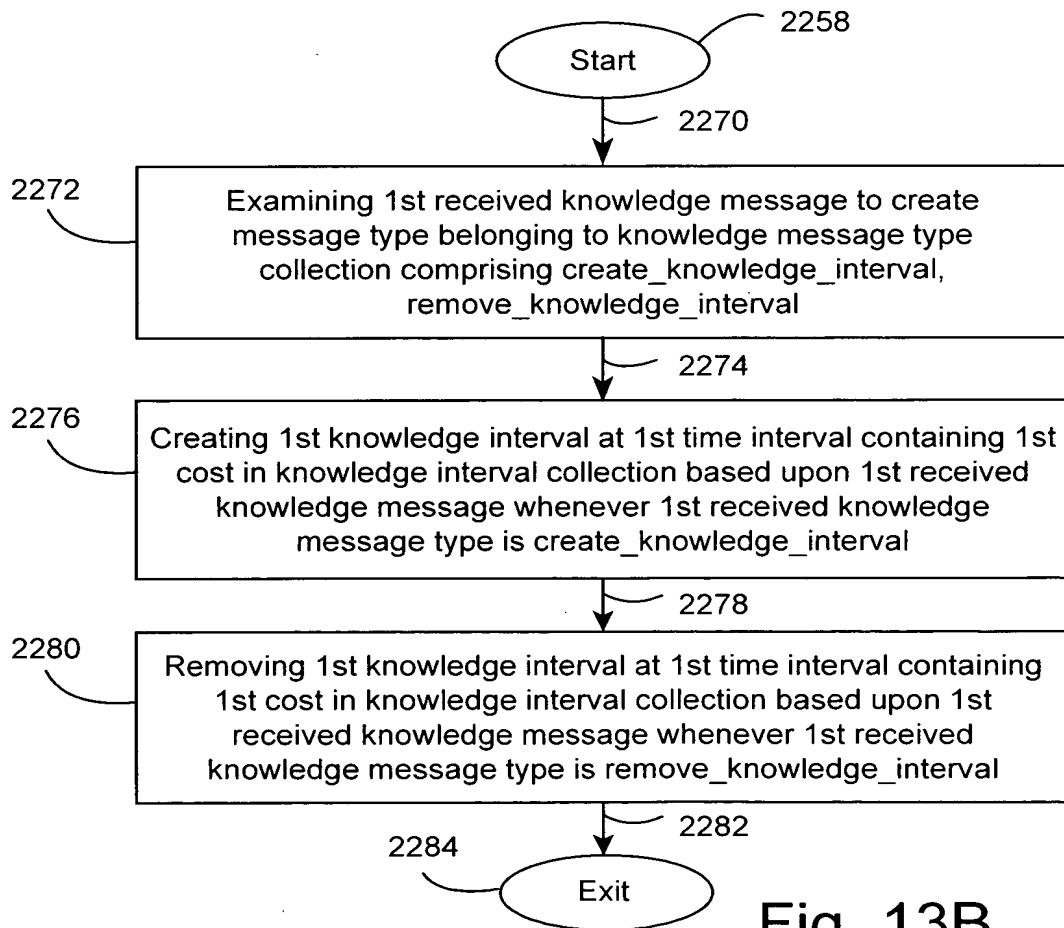 2258
Start
2270
2272
Examining 1st received knowledge message to create
message type belonging to knowledge message type
collection comprising create_knowledge_interval,
remove_knowledge_interval
2274
2276
Creating 1st knowledge interval at 1st time interval containing 1st
cost in knowledge interval collection based upon 1st received
knowledge message whenever 1st received knowledge
message type is create_knowledge_interval
2278
2280
Removing 1st knowledge interval at 1st time interval containing
1st cost in knowledge interval collection based upon 1st
received knowledge message whenever 1st received
knowledge message type is remove_knowledge_interval
2282
2284
Exit
Fig. 13B